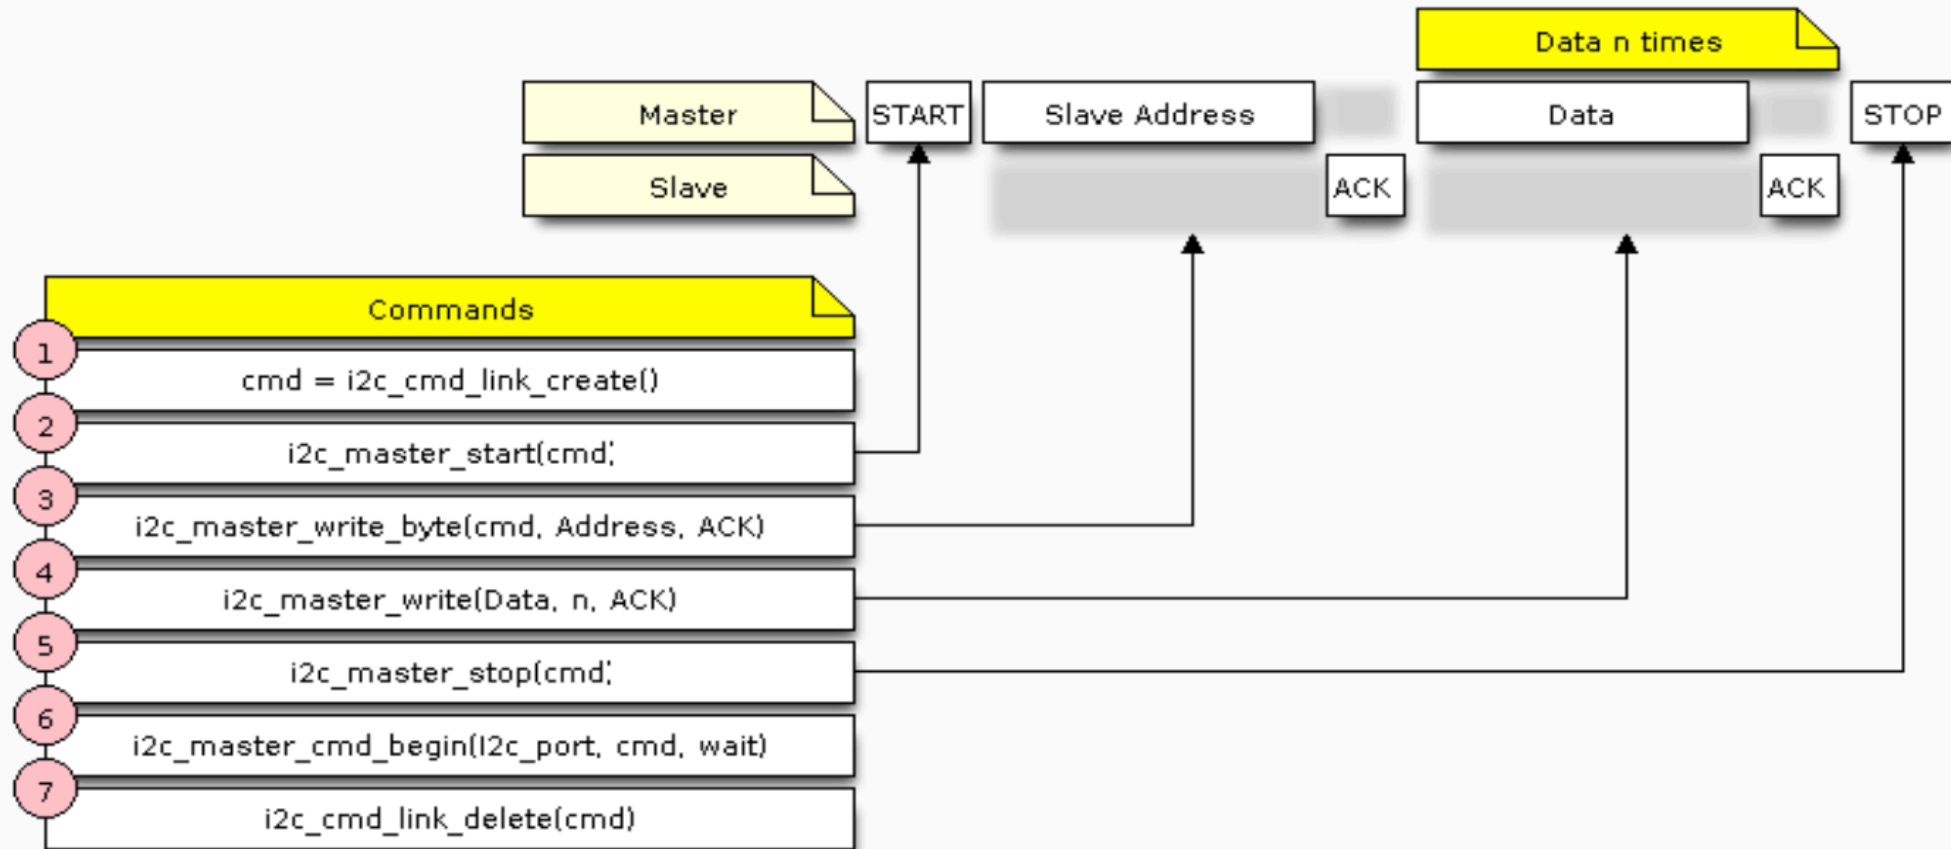 Data n times
Master START Slave Address Data STOP
Slave ACK ACK
Commands
1
cmd = i2c_cmd_link_create()
2
i2c_master_start(cmd;
3
i2c_master_write_byte(cmd, Address, ACK)
4
i2c_master_write(Data, n, ACK)
5
i2c_master_stop(cmd;
6
i2c_master_cmd_begin(I2c_port, cmd, wait)
7
i2c_cmd_link_delete(cmd)